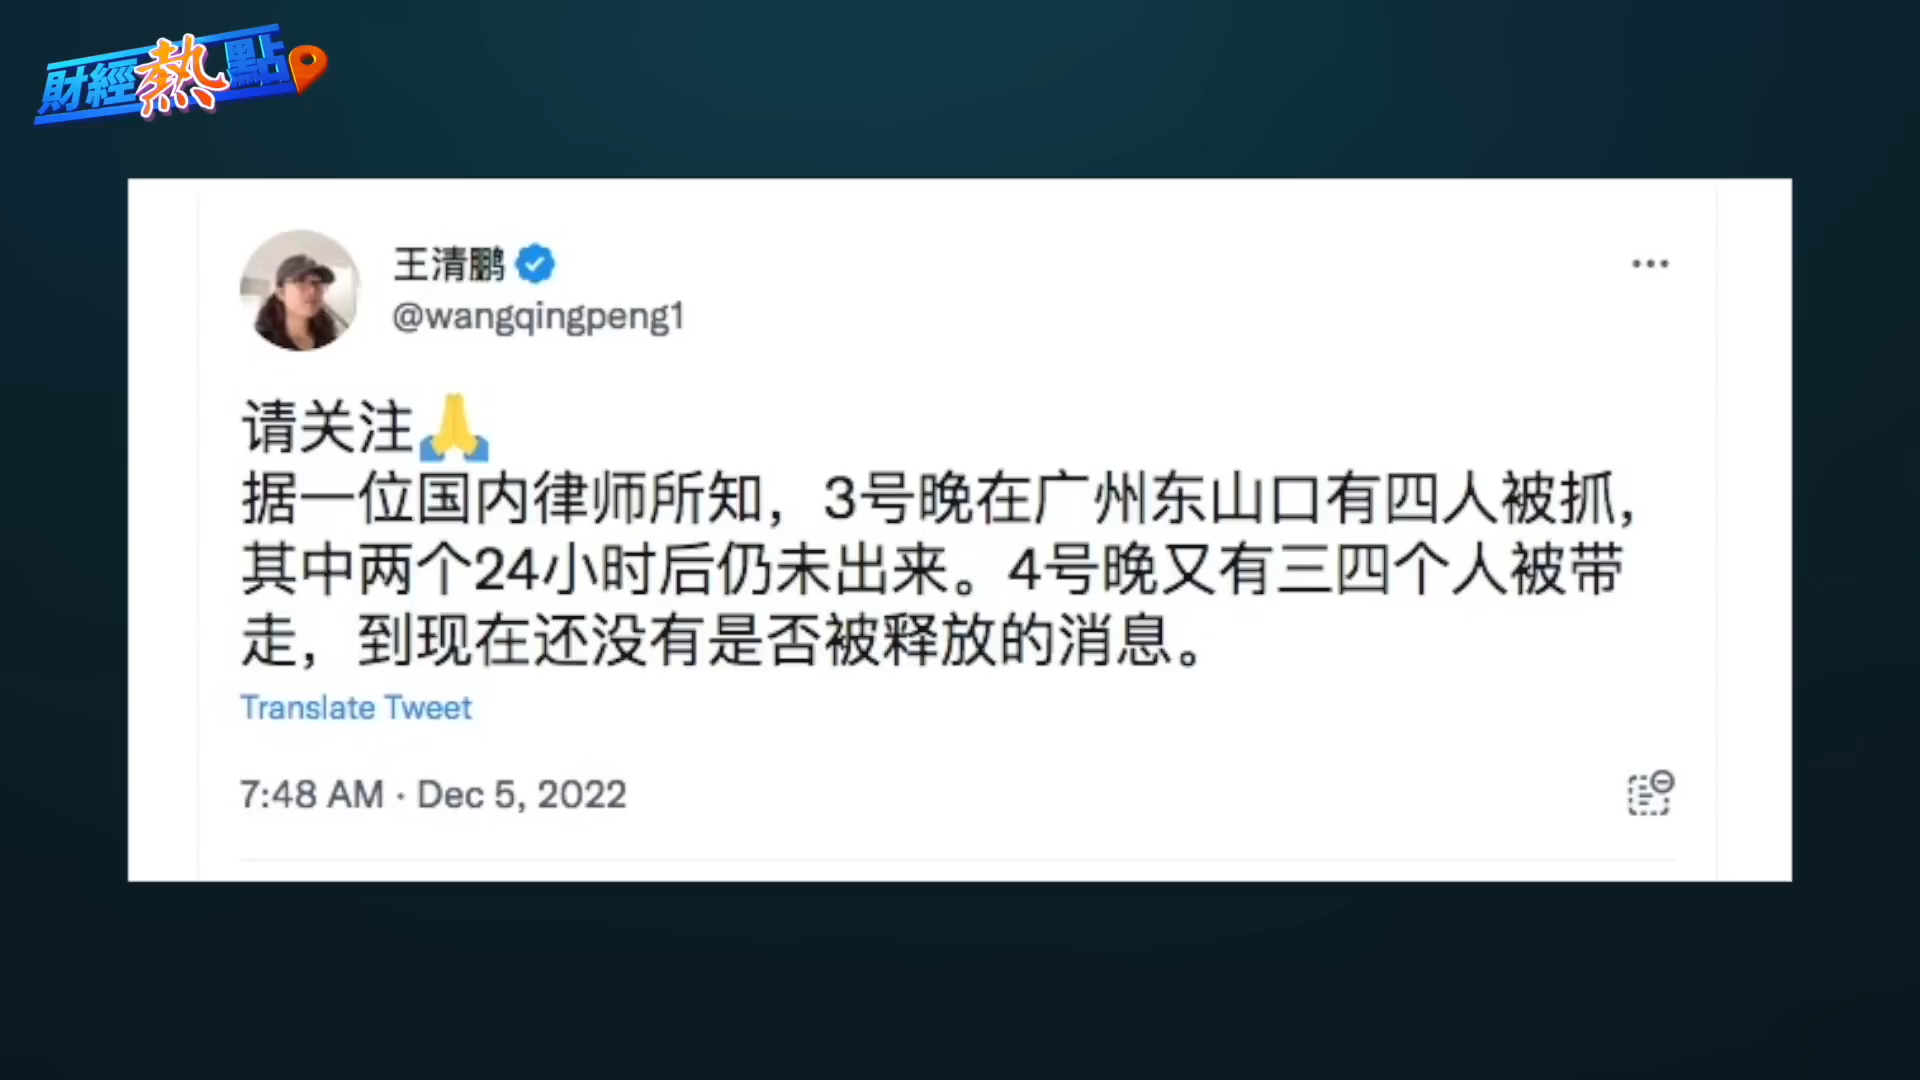 財經熱點
王清鹏
@wangqingpeng1
请关注🙏
据一位国内律师所知，3号晚在广州东山口有四人被抓，
其中两个24小时后仍未出来。4号晚又有三四个人被带
走，到现在还没有是否被释放的消息。
Translate Tweet
7:48 AM · Dec 5, 2022